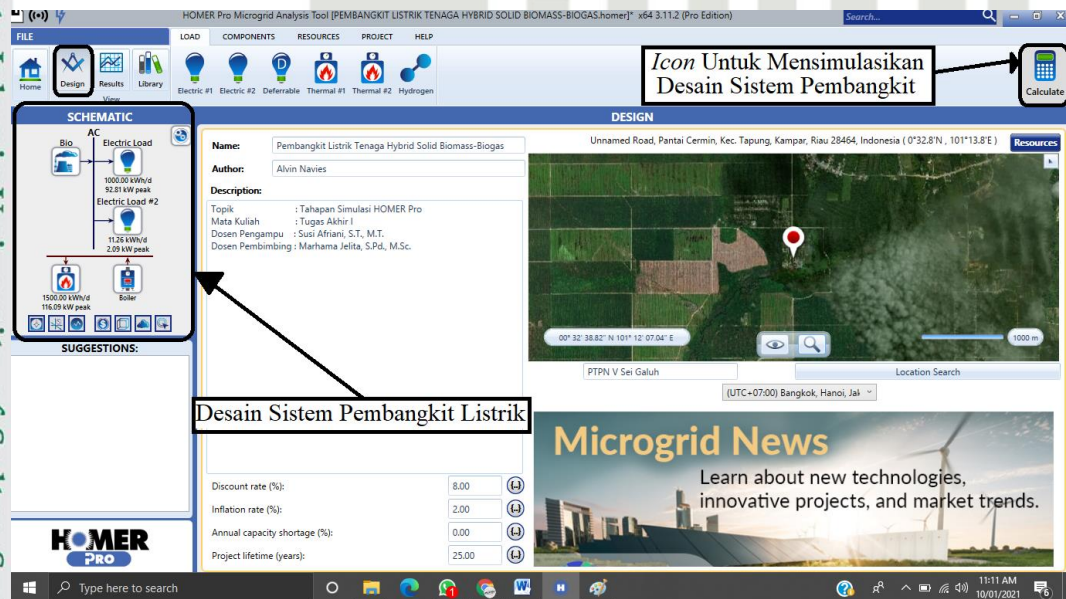 HOMER Pro Microgrid Analysis Tool [PEMBANGKIT LISTRIK TENAGA HYBRID SOLID BIOMASS-BIOGAS.homer]* x64 3.11.2 (Pro Edition)
Search...
FILE
LOAD COMPONENTS RESOURCES PROJECT HELP
Home Design Results Library
View
Electric #1 Electric #2 Deferrable Thermal #1 Thermal #2 Hydrogen
Icon Untuk Mensimulasikan
Desain Sistem Pembangkit
Calculate
SCHEMATIC
AC
Bio Electric Load
1000.00 kWh/d
92.81 kW peak
Electric Load #2
11.26 kWh/d
2.09 kW peak
1500.00 kWh/d
116.09 kW peak
Boiler
SUGGESTIONS:
HOMER
PRO
DESIGN
Name: Pembangkit Listrik Tenaga Hybrid Solid Biomass-Biogas
Author: Alvin Navies
Description:
Topik : Tahapan Simulasi HOMER Pro
Mata Kuliah : Tugas Akhir I
Dosen Pengampu : Susi Afriani, S.T., M.T.
Dosen Pembimbing : Marhama Jelita, S.Pd., M.Sc.
Desain Sistem Pembangkit Listrik
Discount rate (%): 8.00
Inflation rate (%): 2.00
Annual capacity shortage (%): 0.00
Project lifetime (years): 25.00
Unnamed Road, Pantai Cermin, Kec. Tapung, Kampar, Riau 28464, Indonesia ( 0°32.8'N , 101°13.8'E )
Resources
00° 32' 38.82" N 101° 12' 07.04" E
1000 m
PTPN V Sei Galuh
Location Search
(UTC+07:00) Bangkok, Hanoi, Jak
Microgrid News
Learn about new technologies,
innovative projects, and market trends.
Type here to search
11:11 AM
10/01/2021
6